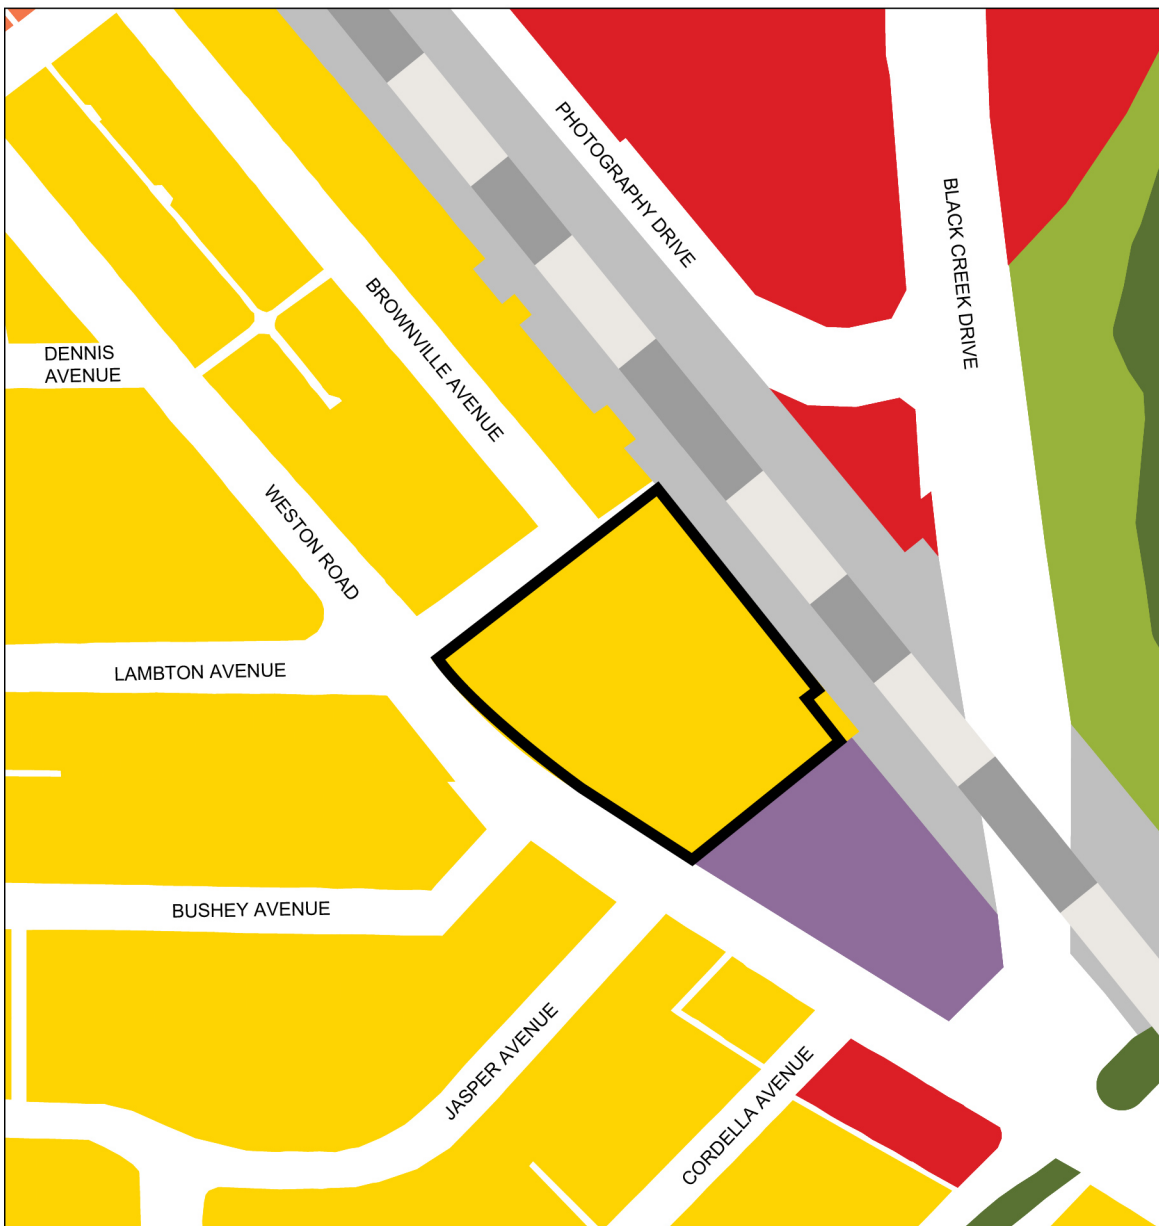 PHOTOGRAPHY DRIVE
BLACK CREEK DRIVE
BROWNVILLE AVENUE
DENNIS
AVENUE
WESTON ROAD
LAMBTON AVENUE
BUSHEY AVENUE
JASPER AVENUE
CORDELLA AVENUE